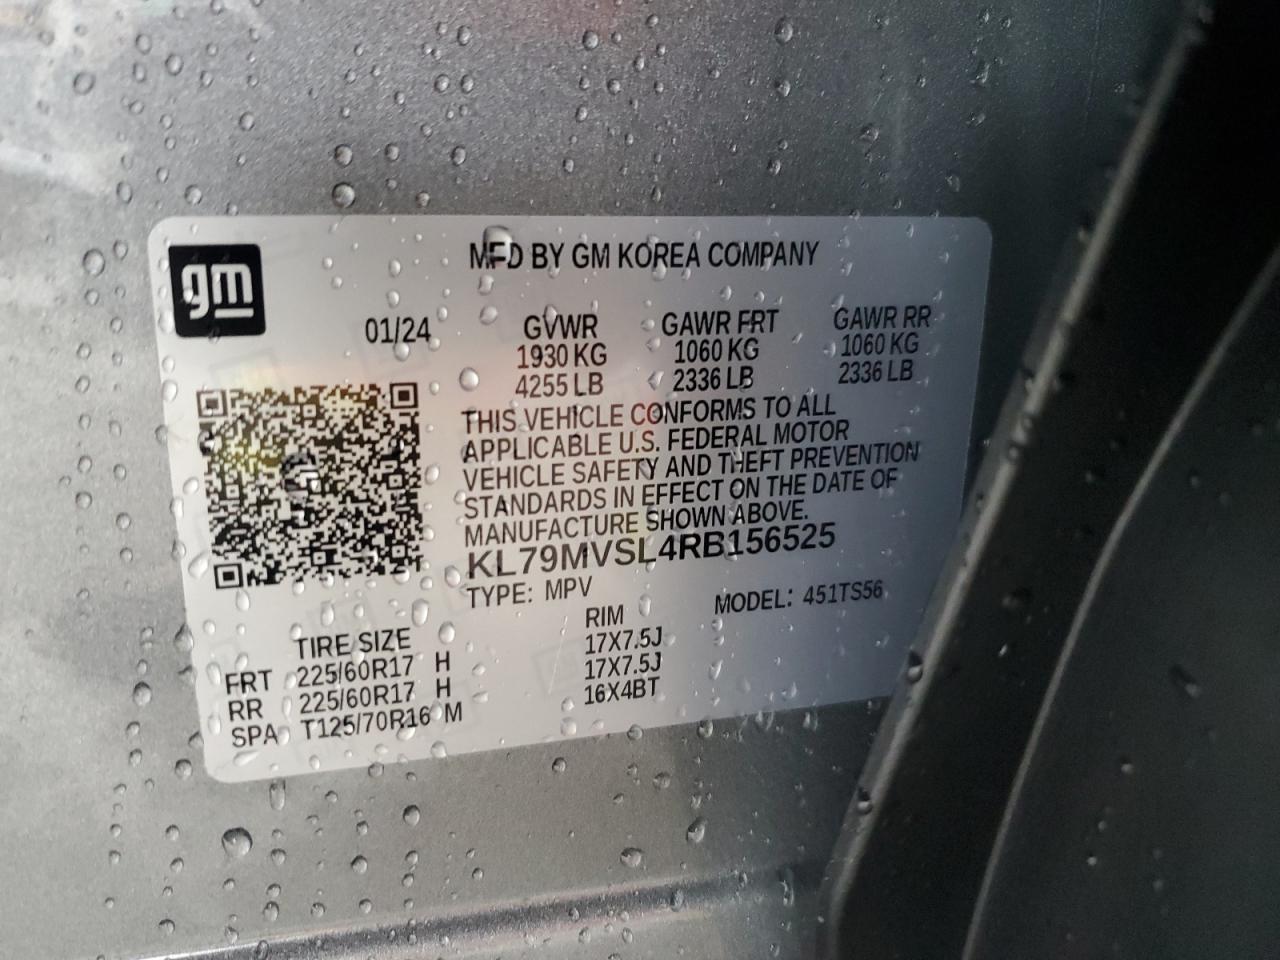 gm
MFD BY GM KOREA COMPANY
01/24 GVWR GAWR FRT GAWR RR
1930 KG 1060 KG 1060 KG
4255 LB 2336 LB 2336 LB
THIS VEHICLE CONFORMS TO ALL
APPLICABLE U.S. FEDERAL MOTOR
VEHICLE SAFETY AND THEFT PREVENTION
STANDARDS IN EFFECT ON THE DATE OF
MANUFACTURE SHOWN ABOVE.
KL79MVSL4RB156525
TYPE: MPV MODEL: 451TS56
TIRE SIZE RIM
FRT 225/60R17 H 17X7.5J
RR 225/60R17 H 17X7.5J
SPA T125/70R16 M 16X4BT